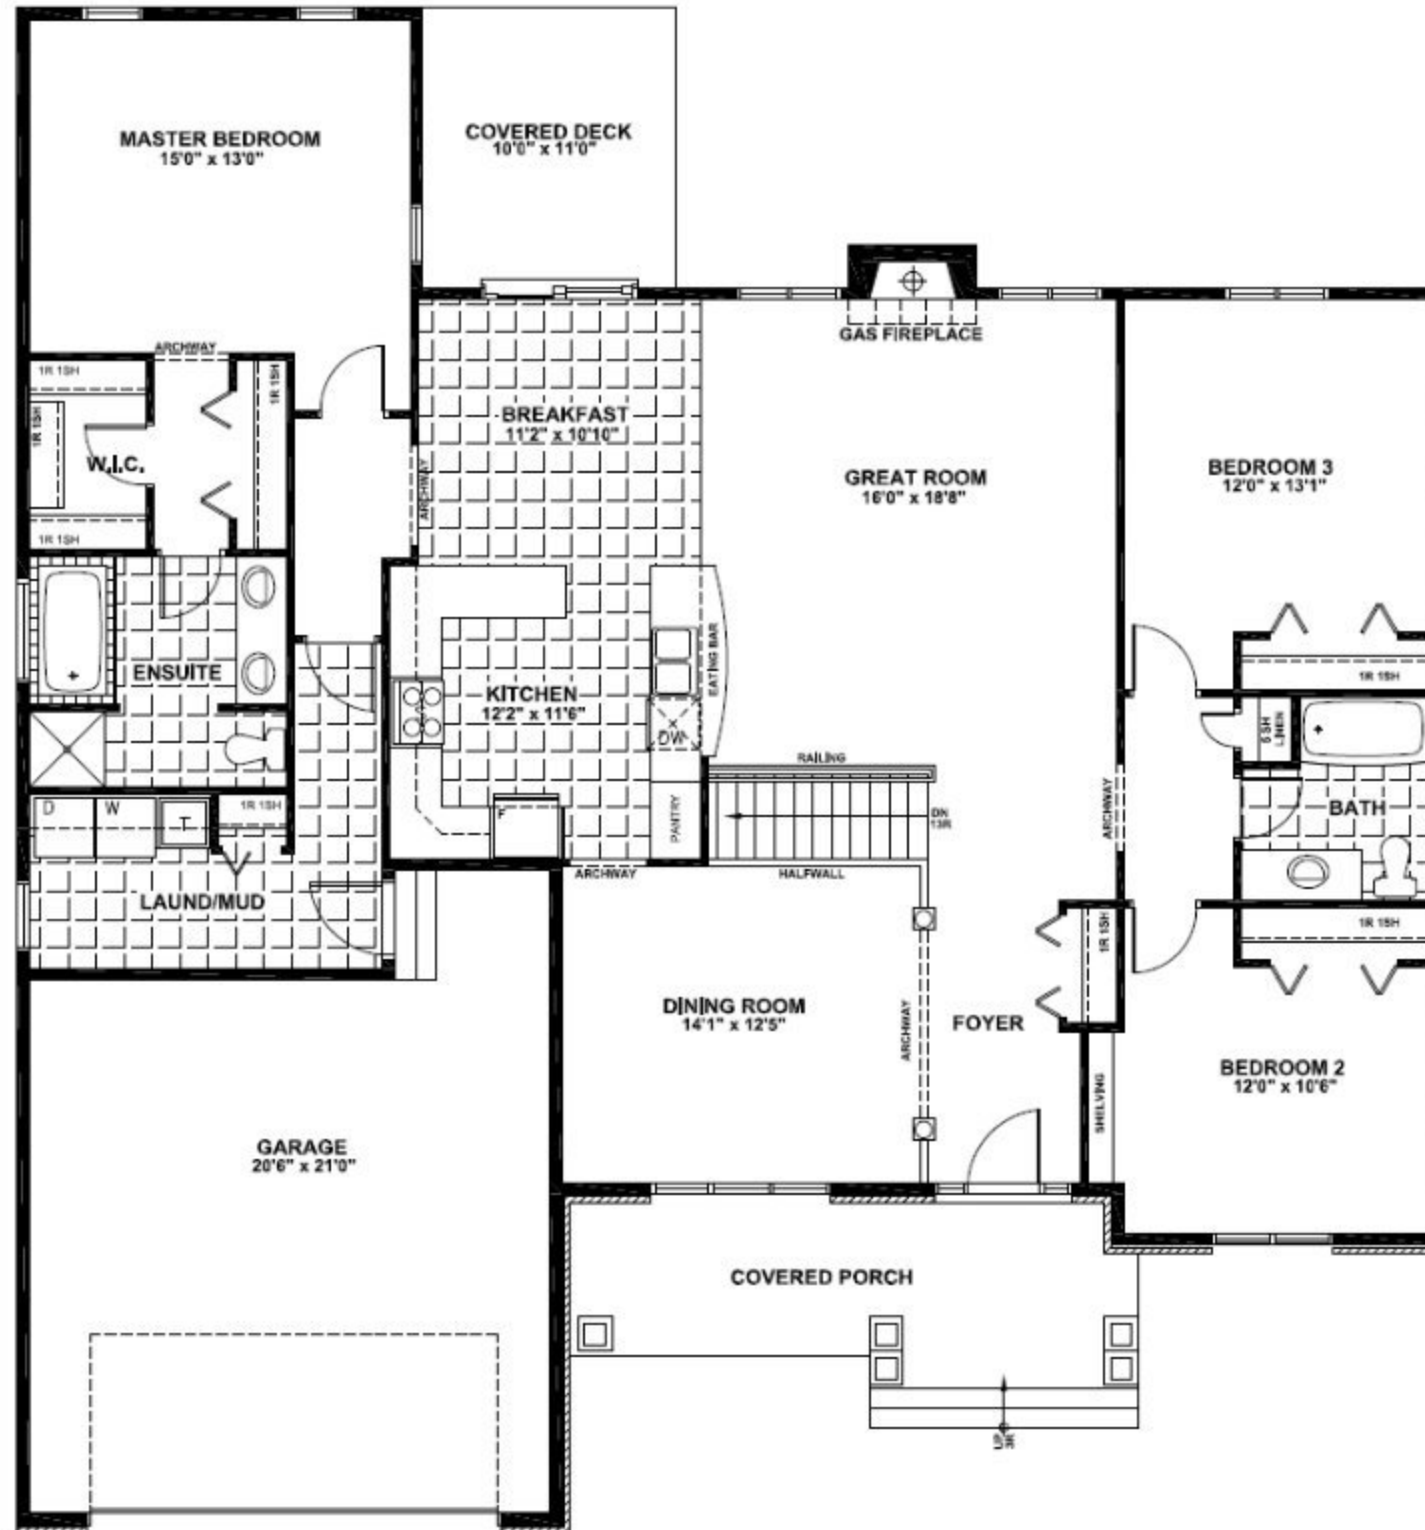 MASTER BEDROOM
15'0" x 13'0"
COVERED DECK
10'0" x 11'0"
GAS FIREPLACE
ARCHWAY
1R 1SH
1R 1SH
1R 1SH
W.I.C.
1R 1SH
BREAKFAST
11'2" x 10'10"
ARCHWAY
GREAT ROOM
16'0" x 18'8"
BEDROOM 3
12'0" x 13'1"
1R 1SH
ENSUITE
KITCHEN
12'2" x 11'6"
EATING BAR
DW
5 SH
LINEN
RAILING
DN
13R
ARCHWAY
BATH
D
W
T
1R 1SH
F
PANTRY
ARCHWAY
HALFWALL
LAUND/MUD
1R 1SH
1R 1SH
DINING ROOM
14'1" x 12'5"
ARCHWAY
FOYER
BEDROOM 2
12'0" x 10'6"
SHELVING
GARAGE
20'6" x 21'0"
COVERED PORCH
UP
3R